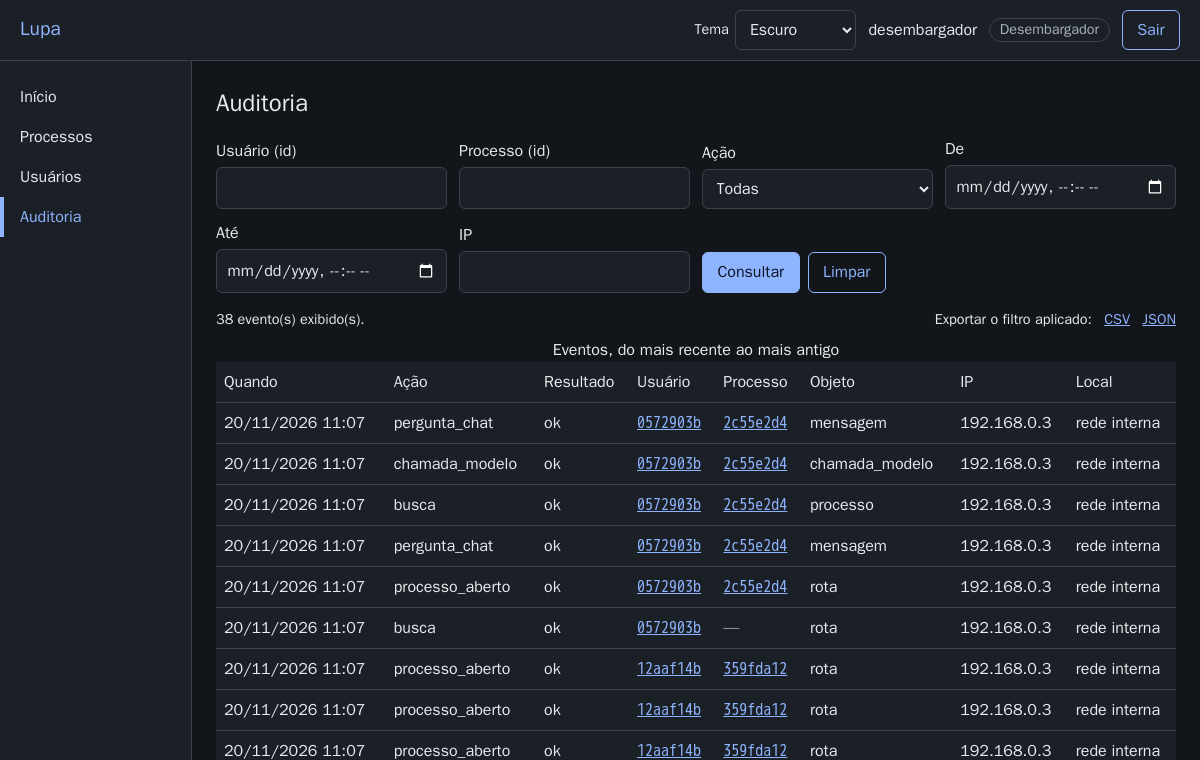 Lupa
Tema Escuro desembargador Desembargador Sair
Início
Processos
Usuários
Auditoria
Auditoria
Usuário (id) Processo (id) Ação De
Todas mm/dd/yyyy, --:-- --
Até IP
mm/dd/yyyy, --:-- -- Consultar Limpar
38 evento(s) exibido(s). Exportar o filtro aplicado: CSV JSON
Eventos, do mais recente ao mais antigo
Quando Ação Resultado Usuário Processo Objeto IP Local
20/11/2026 11:07 pergunta_chat ok 0572903b 2c55e2d4 mensagem 192.168.0.3 rede interna
20/11/2026 11:07 chamada_modelo ok 0572903b 2c55e2d4 chamada_modelo 192.168.0.3 rede interna
20/11/2026 11:07 busca ok 0572903b 2c55e2d4 processo 192.168.0.3 rede interna
20/11/2026 11:07 pergunta_chat ok 0572903b 2c55e2d4 mensagem 192.168.0.3 rede interna
20/11/2026 11:07 processo_aberto ok 0572903b 2c55e2d4 rota 192.168.0.3 rede interna
20/11/2026 11:07 busca ok 0572903b — rota 192.168.0.3 rede interna
20/11/2026 11:07 processo_aberto ok 12aaf14b 359fda12 rota 192.168.0.3 rede interna
20/11/2026 11:07 processo_aberto ok 12aaf14b 359fda12 rota 192.168.0.3 rede interna
20/11/2026 11:07 processo_aberto ok 12aaf14b 359fda12 rota 192.168.0.3 rede interna